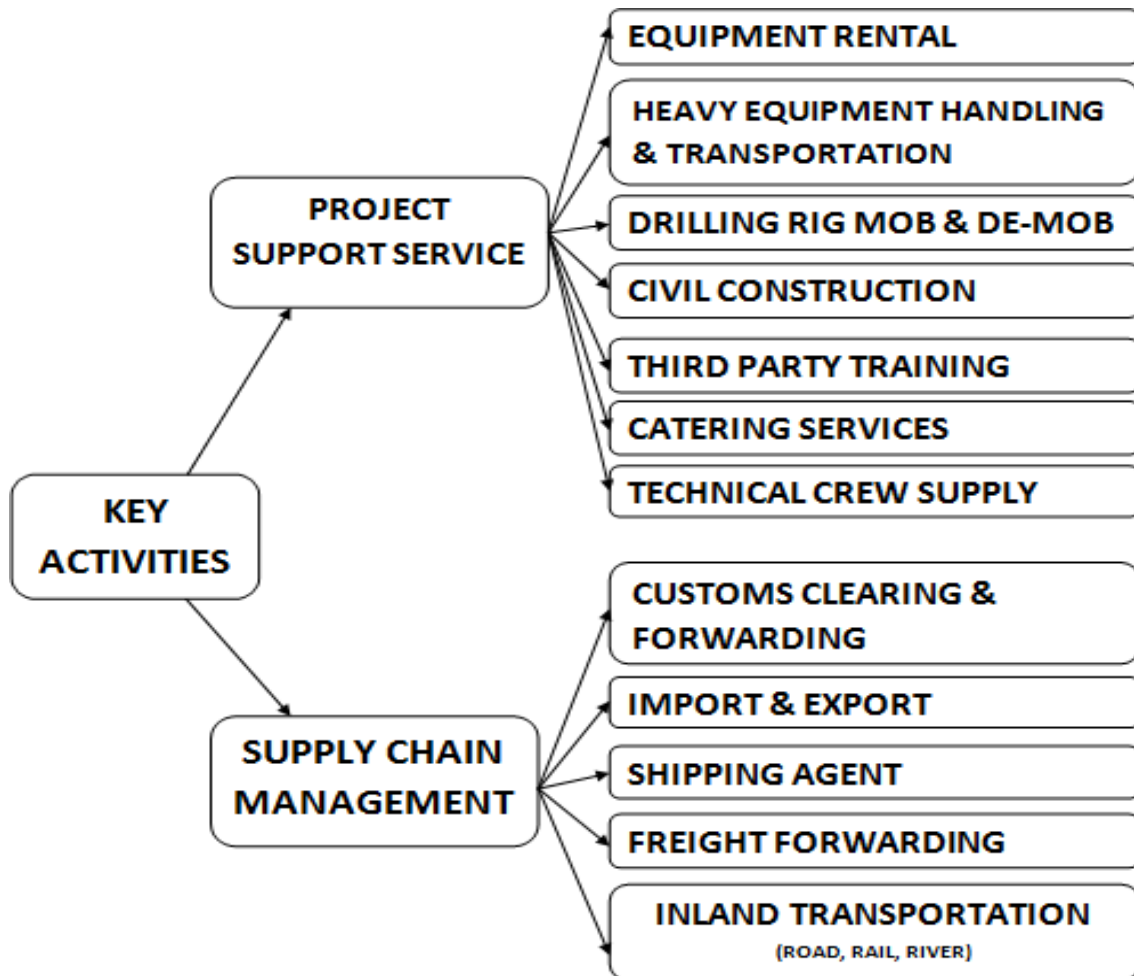 KEY
ACTIVITIES
PROJECT
SUPPORT SERVICE
EQUIPMENT RENTAL
HEAVY EQUIPMENT HANDLING
& TRANSPORTATION
DRILLING RIG MOB & DE-MOB
CIVIL CONSTRUCTION
THIRD PARTY TRAINING
CATERING SERVICES
TECHNICAL CREW SUPPLY
SUPPLY CHAIN
MANAGEMENT
CUSTOMS CLEARING &
FORWARDING
IMPORT & EXPORT
SHIPPING AGENT
FREIGHT FORWARDING
INLAND TRANSPORTATION
(ROAD, RAIL, RIVER)